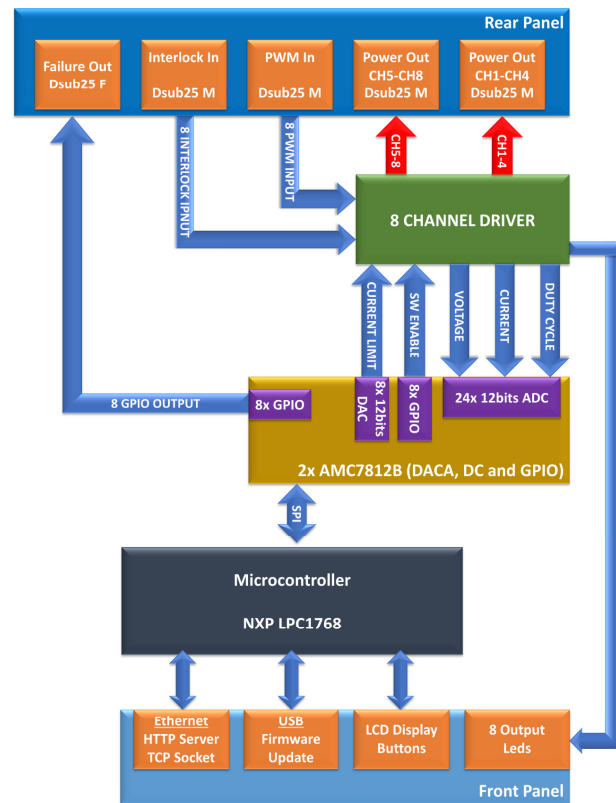 Rear Panel
Failure Out
Dsub25 F
Interlock In
Dsub25 M
PWM In
Dsub25 M
Power Out
CH5-CH8
Dsub25 M
Power Out
CH1-CH4
Dsub25 M
8 INTERLOCK IPNUT
8 PWM INPUT
CH5-8
CH1-4
8 CHANNEL DRIVER
CURRENT LIMIT
SW ENABLE
VOLTAGE
CURRENT
DUTY CYCLE
8 GPIO OUTPUT
8x GPIO
8x 12bits
DAC
8x GPIO
24x 12bits ADC
2x AMC7812B (DACA, DC and GPIO)
SPI
Microcontroller
NXP LPC1768
Ethernet
HTTP Server
TCP Socket
USB
Firmware
Update
LCD Display
Buttons
8 Output
Leds
Front Panel